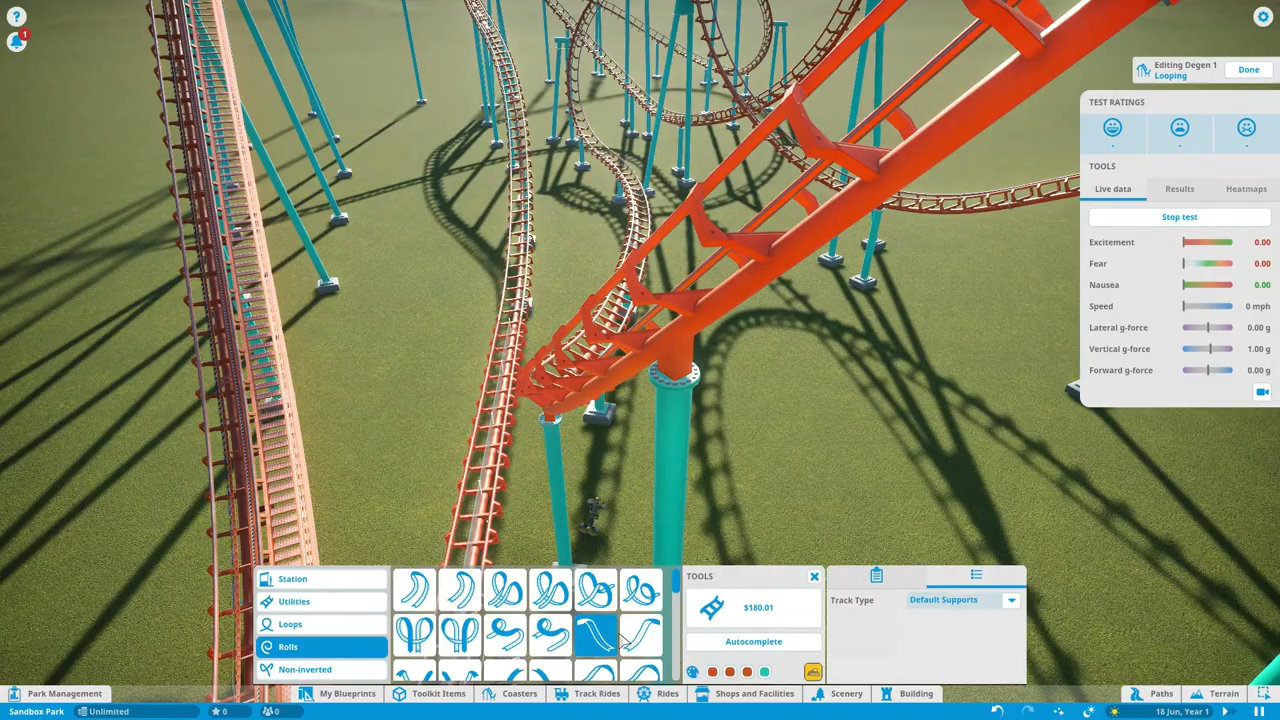 ?
1
Editing Degen 1
Looping
Done
TEST RATINGS
- - -
TOOLS
Live data Results Heatmaps
Stop test
Excitement 0.00
Fear 0.00
Nausea 0.00
Speed 0 mph
Lateral g-force 0.00 g
Vertical g-force 1.00 g
Forward g-force 0.00 g
Station
Utilities
Loops
Rolls
Non-inverted
TOOLS
$180.01
Autocomplete
Track Type Default Supports
Park Management My Blueprints Toolkit Items Coasters Track Rides Rides Shops and Facilities Scenery Building Paths Terrain
Sandbox Park Unlimited 0 0 18 Jun, Year 1